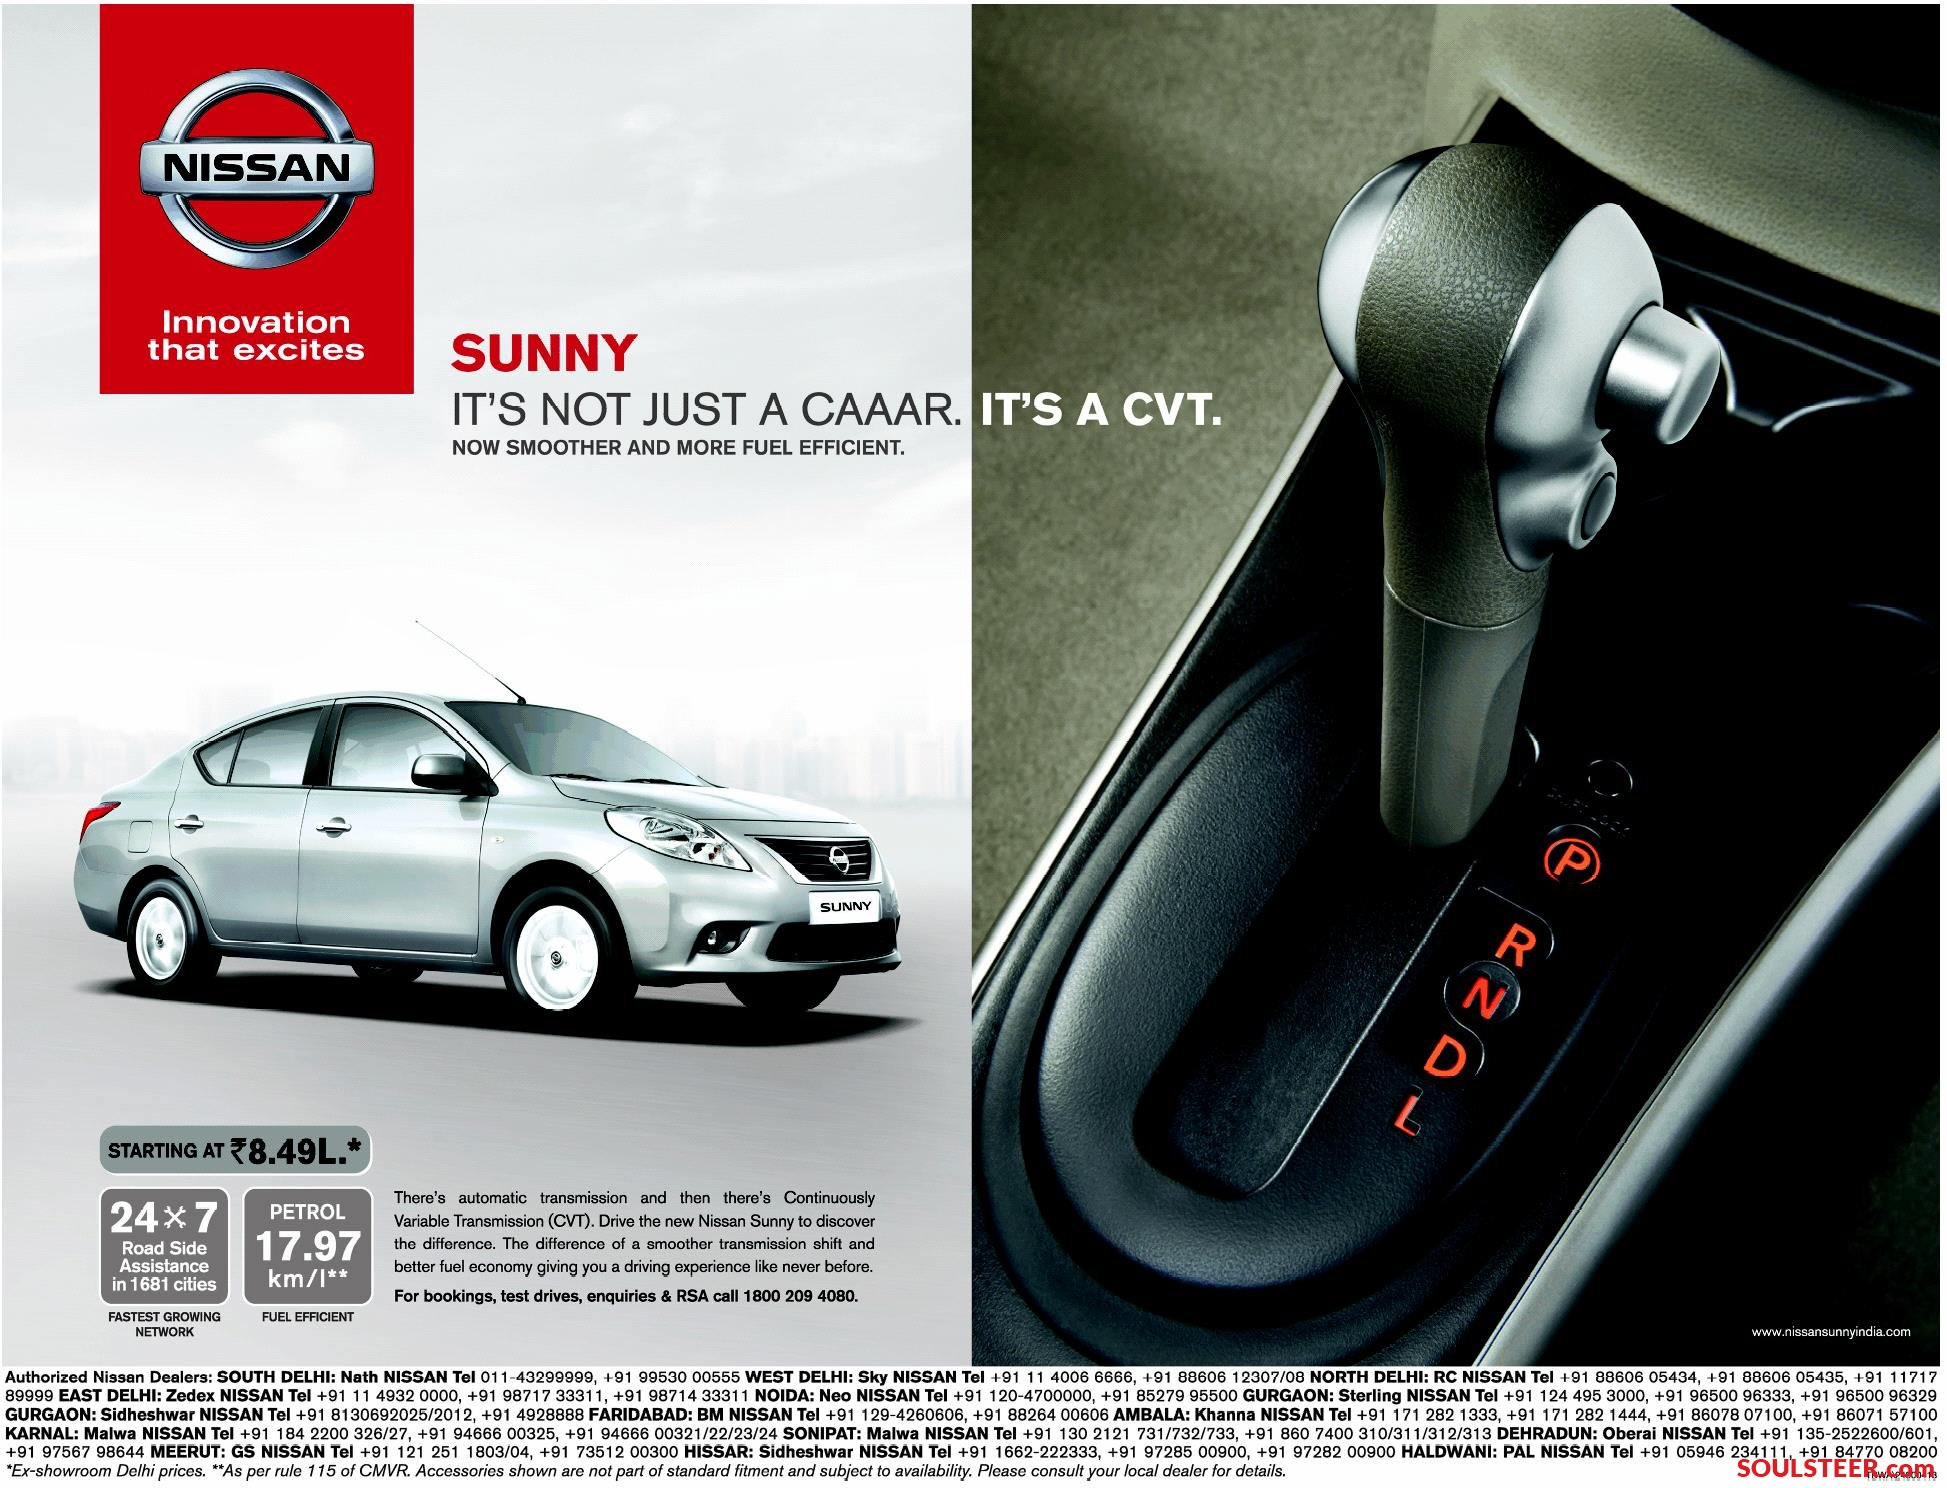 NISSAN
Innovation
that excites
SUNNY
IT'S NOT JUST A CAAAR. IT'S A CVT.
NOW SMOOTHER AND MORE FUEL EFFICIENT.
SUNNY
P
R
N
D
L
STARTING AT ₹8.49L.*
24x7
Road Side
Assistance
in 1681 cities
FASTEST GROWING
NETWORK
PETROL
17.97
km/l**
FUEL EFFICIENT
There's automatic transmission and then there's Continuously
Variable Transmission (CVT). Drive the new Nissan Sunny to discover
the difference. The difference of a smoother transmission shift and
better fuel economy giving you a driving experience like never before.
For bookings, test drives, enquiries & RSA call 1800 209 4080.
www.nissansunnyindia.com
Authorized Nissan Dealers: SOUTH DELHI: Nath NISSAN Tel 011-43299999, +91 99530 00555 WEST DELHI: Sky NISSAN Tel +91 11 4006 6666, +91 88606 12307/08 NORTH DELHI: RC NISSAN Tel +91 88606 05434, +91 88606 05435, +91 11717
89999 EAST DELHI: Zedex NISSAN Tel +91 11 4932 0000, +91 98717 33311, +91 98714 33311 NOIDA: Neo NISSAN Tel +91 120-4700000, +91 85279 95500 GURGAON: Sterling NISSAN Tel +91 124 495 3000, +91 96500 96333, +91 96500 96329
GURGAON: Sidheshwar NISSAN Tel +91 8130692025/2012, +91 4928888 FARIDABAD: BM NISSAN Tel +91 129-4260606, +91 88264 00606 AMBALA: Khanna NISSAN Tel +91 171 282 1333, +91 171 282 1444, +91 86078 07100, +91 86071 57100
KARNAL: Malwa NISSAN Tel +91 184 2200 326/27, +91 94666 00325, +91 94666 00321/22/23/24 SONIPAT: Malwa NISSAN Tel +91 130 2121 731/732/733, +91 860 7400 310/311/312/313 DEHRADUN: Oberai NISSAN Tel +91 135-2522600/601,
+91 97567 98644 MEERUT: GS NISSAN Tel +91 121 251 1803/04, +91 73512 00300 HISSAR: Sidheshwar NISSAN Tel +91 1662-222333, +91 97285 00900, +91 97282 00900 HALDWANI: PAL NISSAN Tel +91 05946 234111, +91 84770 08200
*Ex-showroom Delhi prices. **As per rule 115 of CMVR. Accessories shown are not part of standard fitment and subject to availability. Please consult your local dealer for details.
SOULSTEER.com